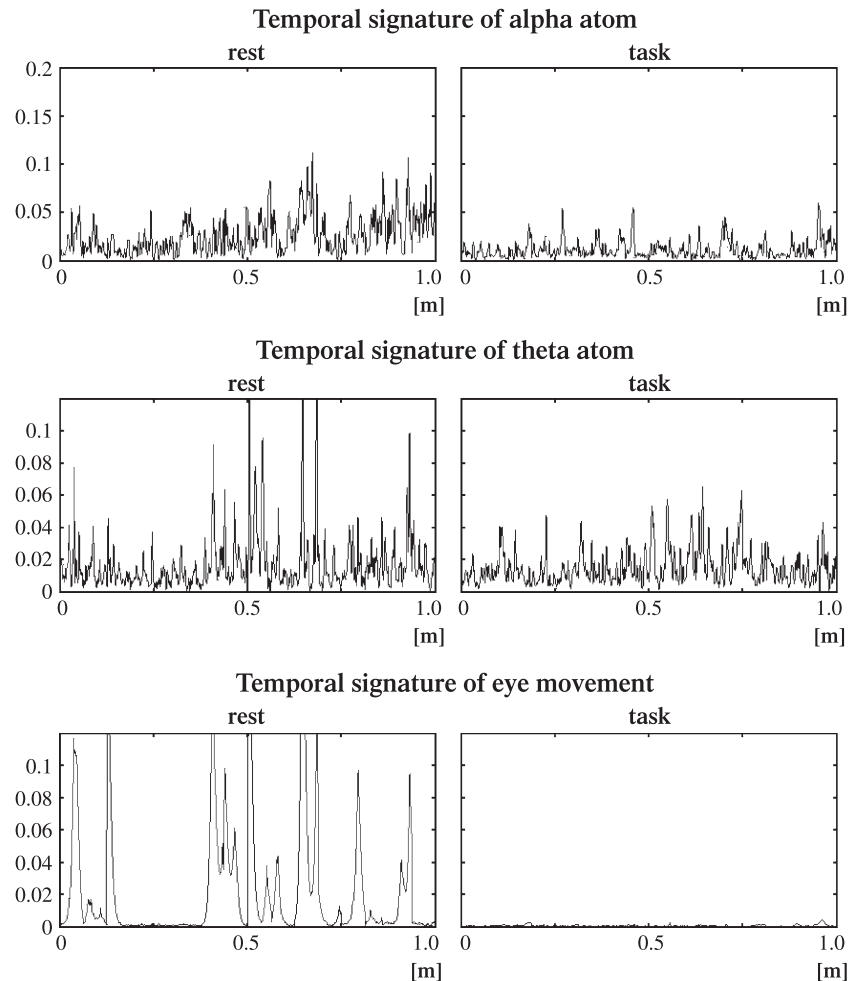 Temporal signature of alpha atom
rest task
0.2
0.15
0.1
0.05
0
0 0.5 1.0 0 0.5 1.0
[m] [m]
Temporal signature of theta atom
rest task
0.1
0.08
0.06
0.04
0.02
0
0 0.5 1.0 0 0.5 1.0
[m] [m]
Temporal signature of eye movement
rest task
0.1
0.08
0.06
0.04
0.02
0
0 0.5 1.0 0 0.5 1.0
[m] [m]